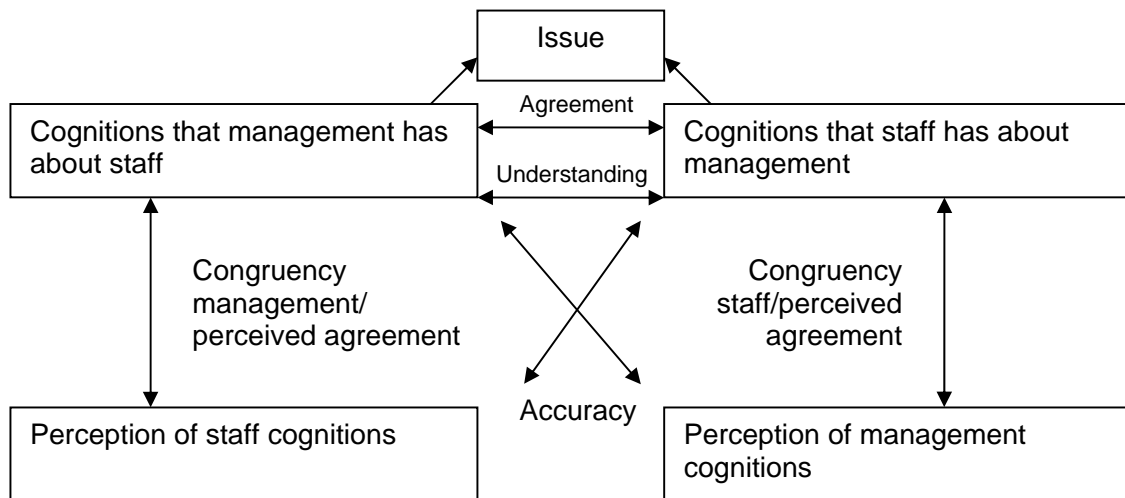 Issue
Agreement
Cognitions that management has
about staff
Cognitions that staff has about
management
Understanding
Congruency
management/
perceived agreement
Congruency
staff/perceived
agreement
Accuracy
Perception of staff cognitions
Perception of management
cognitions